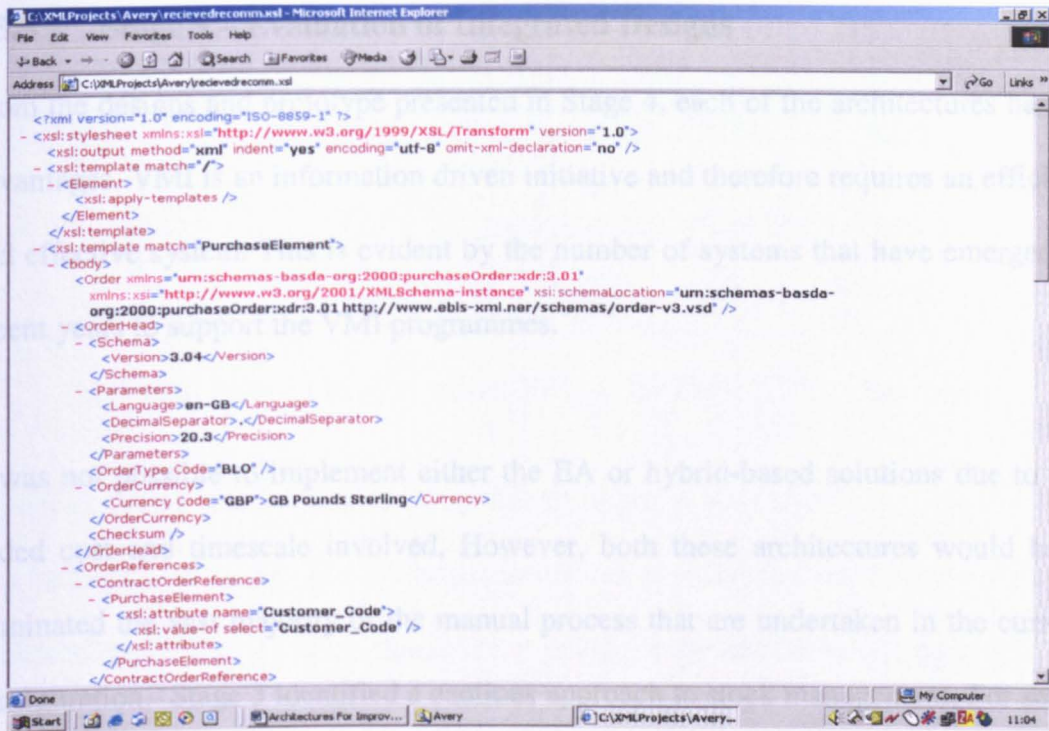 C:\XMLProjects\Avery\recievedrecomm.xsl - Microsoft Internet Explorer
File Edit View Favorites Tools Help
Back Search Favorites Media
Address C:\XMLProjects\Avery\recievedrecomm.xsl Go Links »
<?xml version="1.0" encoding="ISO-8859-1" ?>
- <xsl:stylesheet xmlns:xsl="http://www.w3.org/1999/XSL/Transform" version="1.0">
<xsl:output method="xml" indent="yes" encoding="utf-8" omit-xml-declaration="no" />
- <xsl:template match="/">
- <Element>
<xsl:apply-templates />
</Element>
</xsl:template>
- <xsl:template match="PurchaseElement">
- <body>
<Order xmlns="urn:schemas-basda-org:2000:purchaseOrder:xdr:3.01"
xmlns:xsi="http://www.w3.org/2001/XMLSchema-instance" xsi:schemaLocation="urn:schemas-basda-
org:2000:purchaseOrder:xdr:3.01 http://www.ebis-xml.ner/schemas/order-v3.vsd" />
- <OrderHead>
- <Schema>
<Version>3.04</Version>
</Schema>
- <Parameters>
<Language>en-GB</Language>
<DecimalSeparator>.</DecimalSeparator>
<Precision>20.3</Precision>
</Parameters>
<OrderType Code="BLO" />
- <OrderCurrency>
<Currency Code="GBP">GB Pounds Sterling</Currency>
</OrderCurrency>
<Checksum />
</OrderHead>
- <OrderReferences>
- <ContractOrderReference>
- <PurchaseElement>
- <xsl:attribute name="Customer_Code">
<xsl:value-of select="Customer_Code" />
</xsl:attribute>
</PurchaseElement>
</ContractOrderReference>
Done My Computer
Start Architectures For Improv... Avery C:\XMLProjects\Avery... 11:04